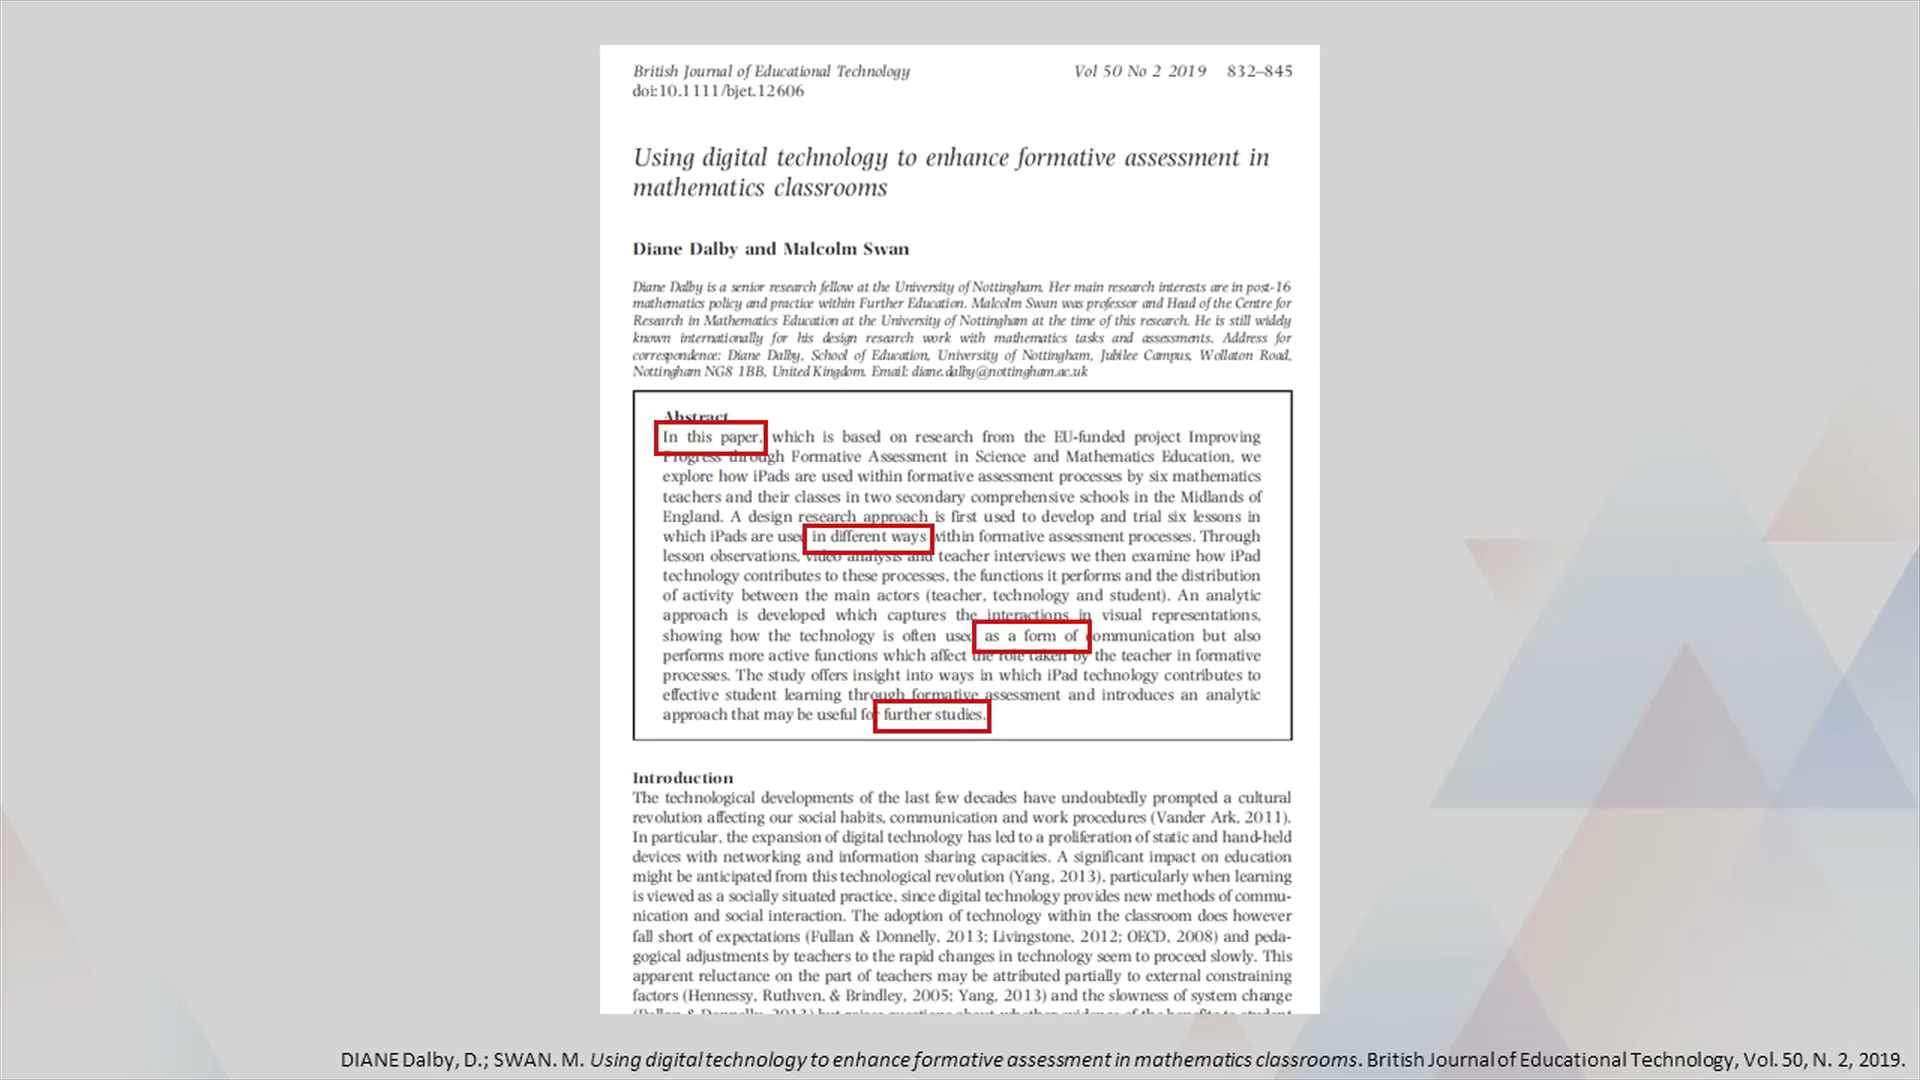 British Journal of Educational Technology Vol 50 No 2 2019 832–845
doi:10.1111/bjet.12606
Using digital technology to enhance formative assessment in
mathematics classrooms
Diane Dalby and Malcolm Swan
Diane Dalby is a senior research fellow at the University of Nottingham. Her main research interests are in post-16
mathematics policy and practice within Further Education. Malcolm Swan was professor and Head of the Centre for
Research in Mathematics Education at the University of Nottingham at the time of this research. He is still widely
known internationally for his design research work with mathematics tasks and assessments. Address for
correspondence: Diane Dalby, School of Education, University of Nottingham, Jubilee Campus, Wollaton Road,
Nottingham NG8 1BB, United Kingdom. Email: diane.dalby@nottingham.ac.uk
Abstract
In this paper, which is based on research from the EU-funded project Improving
Progress through Formative Assessment in Science and Mathematics Education, we
explore how iPads are used within formative assessment processes by six mathematics
teachers and their classes in two secondary comprehensive schools in the Midlands of
England. A design research approach is first used to develop and trial six lessons in
which iPads are used in different ways within formative assessment processes. Through
lesson observations, video analysis and teacher interviews we then examine how iPad
technology contributes to these processes, the functions it performs and the distribution
of activity between the main actors (teacher, technology and student). An analytic
approach is developed which captures the interactions in visual representations,
showing how the technology is often used as a form of communication but also
performs more active functions which affect the role taken by the teacher in formative
processes. The study offers insight into ways in which iPad technology contributes to
effective student learning through formative assessment and introduces an analytic
approach that may be useful for further studies.
Introduction
The technological developments of the last few decades have undoubtedly prompted a cultural
revolution affecting our social habits, communication and work procedures (Vander Ark, 2011).
In particular, the expansion of digital technology has led to a proliferation of static and hand-held
devices with networking and information sharing capacities. A significant impact on education
might be anticipated from this technological revolution (Yang, 2013), particularly when learning
is viewed as a socially situated practice, since digital technology provides new methods of commu-
nication and social interaction. The adoption of technology within the classroom does however
fall short of expectations (Fullan & Donnelly, 2013; Livingstone, 2012; OECD, 2008) and peda-
gogical adjustments by teachers to the rapid changes in technology seem to proceed slowly. This
apparent reluctance on the part of teachers may be attributed partially to external constraining
factors (Hennessy, Ruthven, & Brindley, 2005; Yang, 2013) and the slowness of system change
DIANE Dalby, D.; SWAN. M. Using digital technology to enhance formative assessment in mathematics classrooms. British Journal of Educational Technology, Vol. 50, N. 2, 2019.